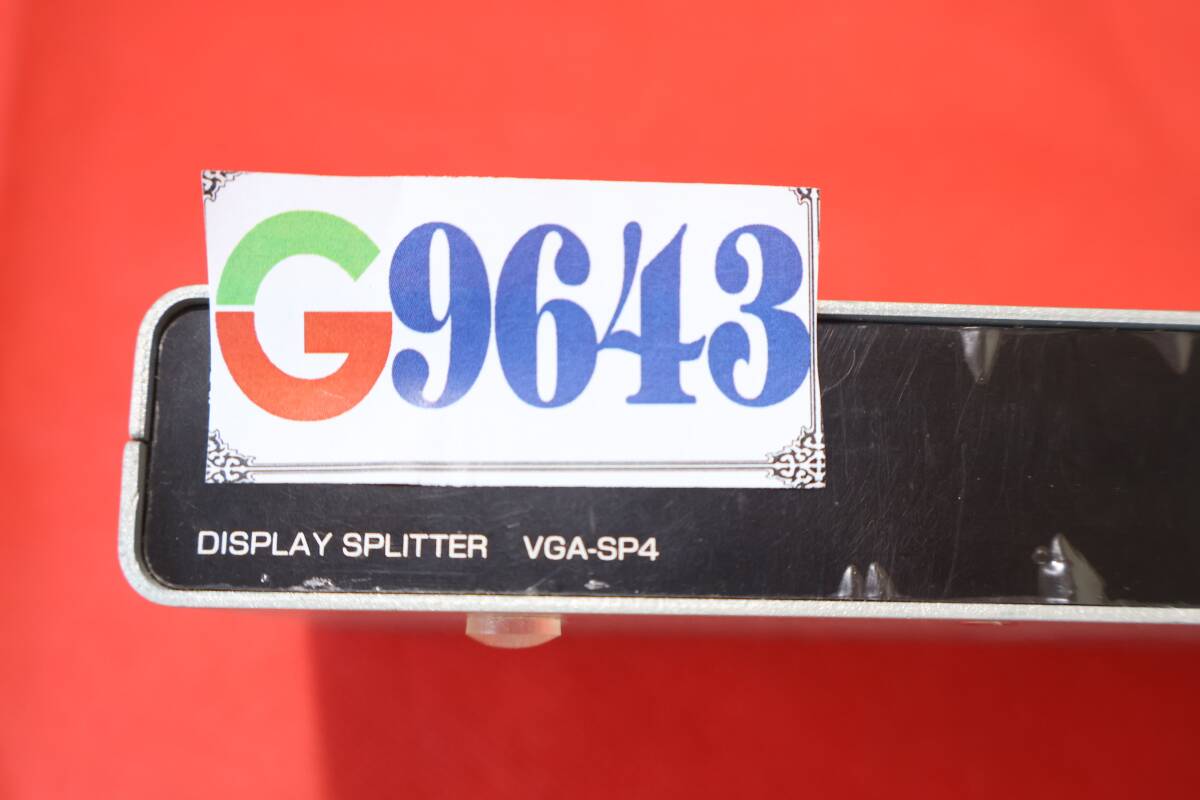 G9643
DISPLAY SPLITTER VGA-SP4